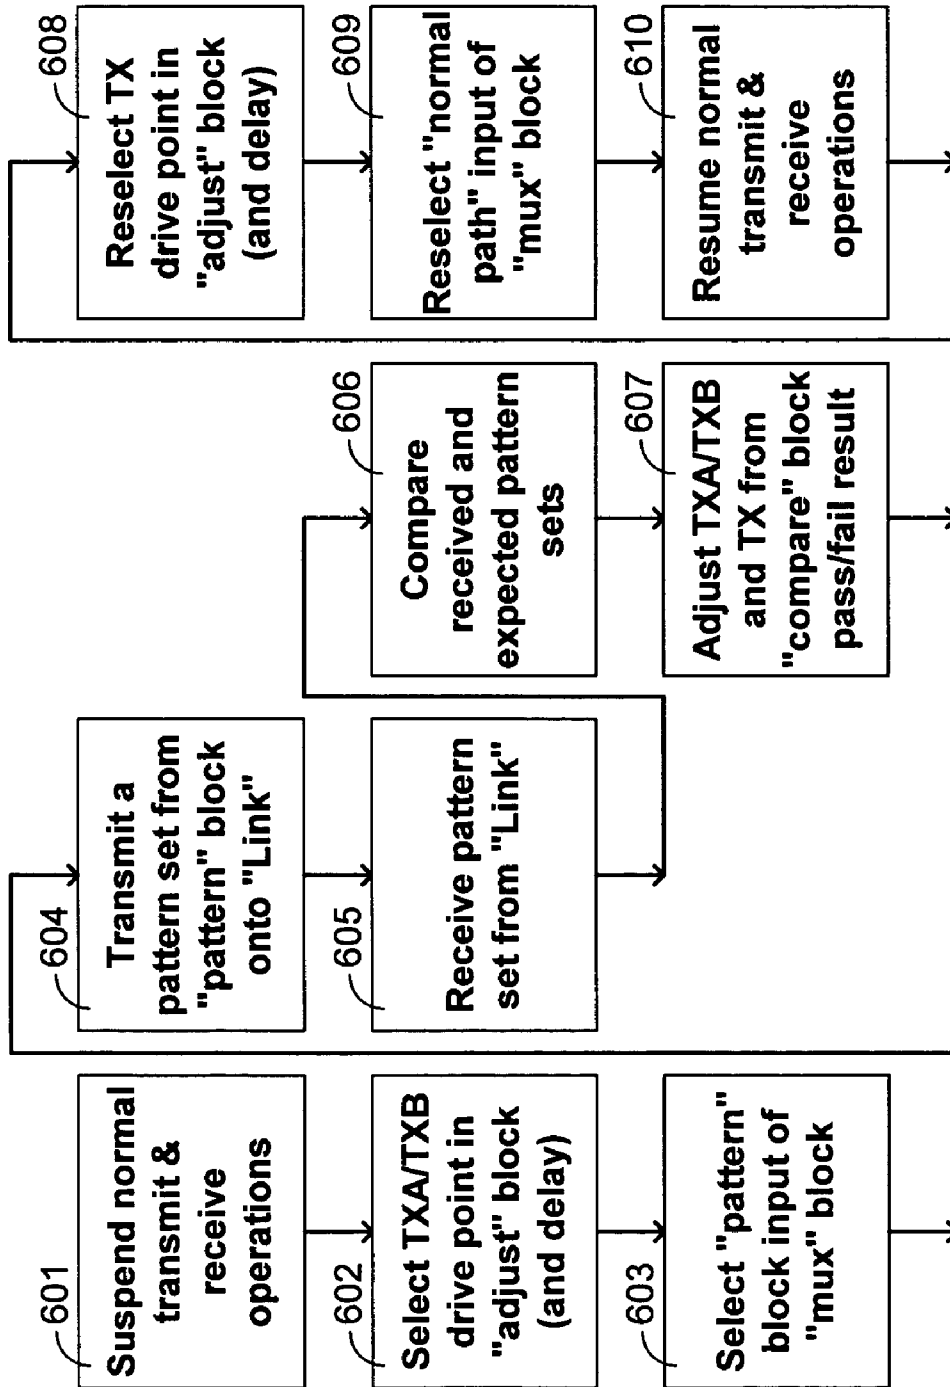 601
Suspend normal
transmit &
receive
operations
602
Select TXA/TXB
drive point in
"adjust" block
(and delay)
603
Select "pattern"
block input of
"mux" block
604
Transmit a
pattern set from
"pattern" block
onto "Link"
605
Receive pattern
set from "Link"
606
Compare
received and
expected pattern
sets
607
Adjust TXA/TXB
and TX from
"compare" block
pass/fail result
608
Reselect TX
drive point in
"adjust" block
(and delay)
609
Reselect "normal
path" input of
"mux" block
610
Resume normal
transmit &
receive
operations